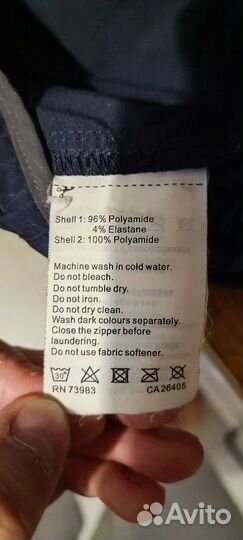 Shell 1: 96% Polyamide
4% Elastane
Shell 2: 100% Polyamide
Machine wash in cold water.
Do not bleach.
Do not tumble dry.
Do not iron.
Do not dry clean.
Wash dark colours separately.
Close the zipper before
laundering.
Do not use fabric softener.
30°
RN 73983 CA 26405
Avito